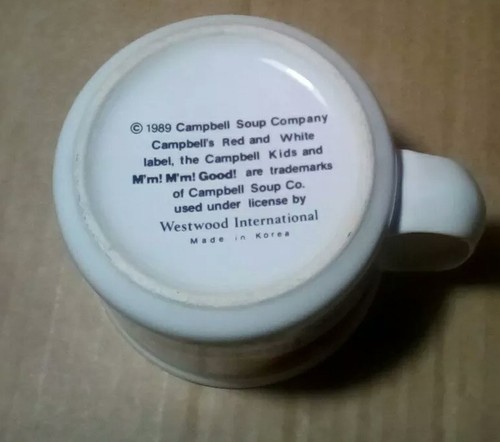 © 1989 Campbell Soup Company
Campbell's Red and White
label, the Campbell Kids and
M'm! M'm! Good! are trademarks
of Campbell Soup Co.
used under license by
Westwood International
Made in Korea